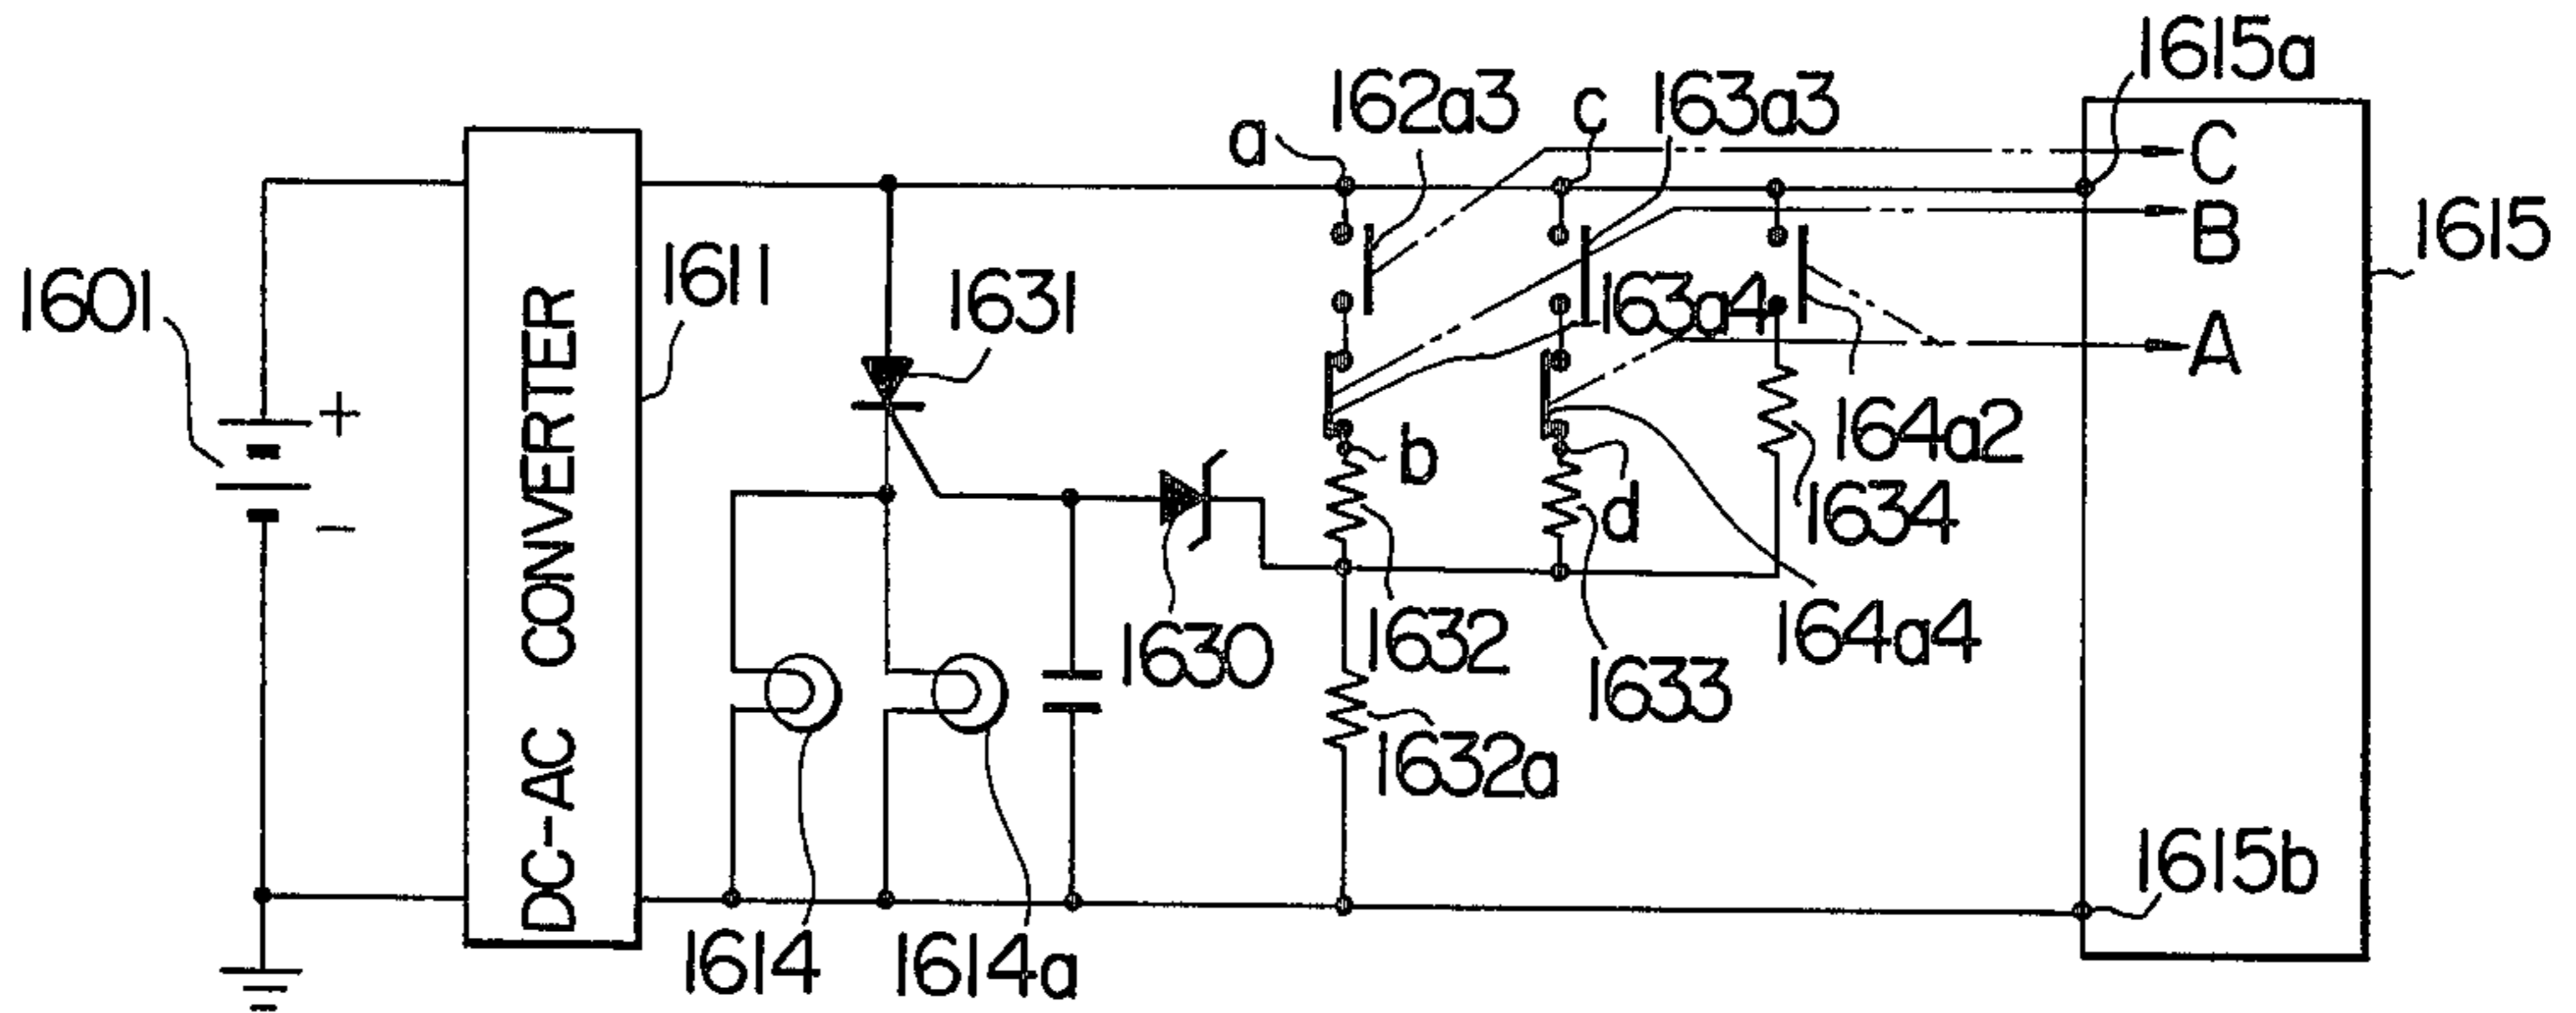 1615a
162a3
c
163a3
a
C
B
1615
1611
1601
1631
163a4
A
+
164a2
b
d
1634
−
DC-AC CONVERTER
1630
1632
1633
164a4
1632a
1615b
1614
1614a